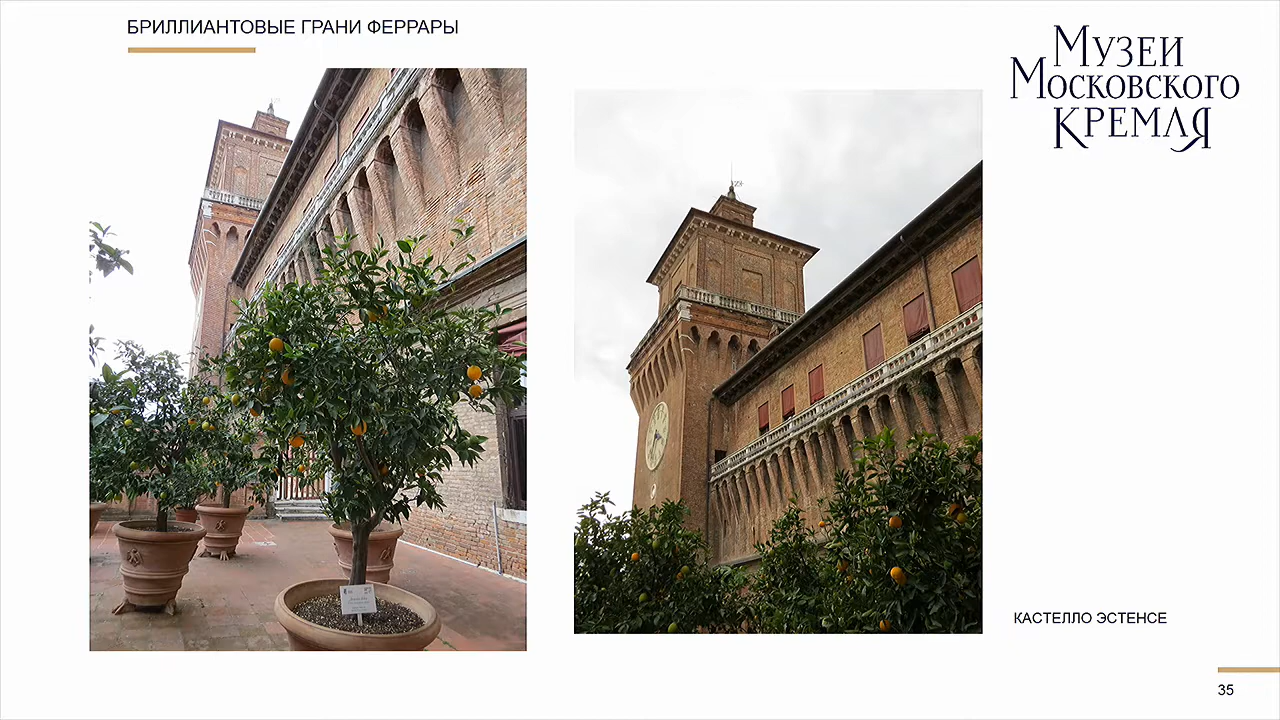 БРИЛЛИАНТОВЫЕ ГРАНИ ФЕРРАРЫ
Музеи
Московского
Кремля
КАСТЕЛЛО ЭСТЕНСЕ
35